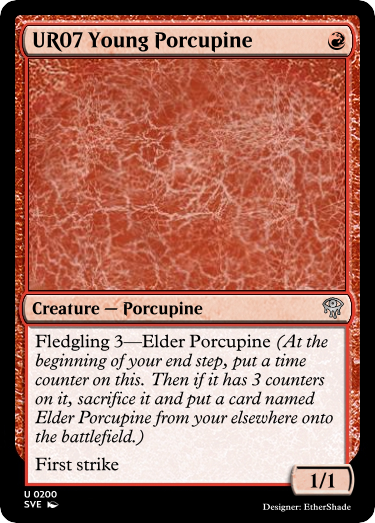 UR07 Young Porcupine
Creature — Porcupine
Fledgling 3—Elder Porcupine (At the
beginning of your end step, put a time
counter on this. Then if it has 3 counters
on it, sacrifice it and put a card named
Elder Porcupine from your elsewhere onto
the battlefield.)
First strike
1/1
U 0200
SVE
Designer: EtherShade